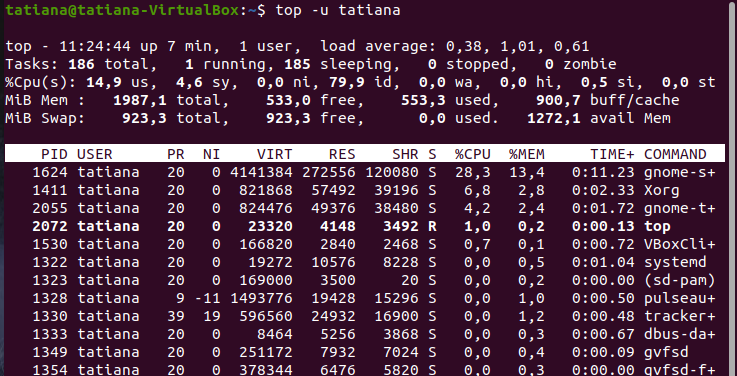 tatiana@tatiana-VirtualBox:~$ top -u tatiana
top - 11:24:44 up 7 min,  1 user,  load average: 0,38, 1,01, 0,61
Tasks: 186 total,   1 running, 185 sleeping,   0 stopped,   0 zombie
%Cpu(s): 14,9 us,  4,6 sy,  0,0 ni, 79,9 id,  0,0 wa,  0,0 hi,  0,5 si,  0,0 st
MiB Mem :   1987,1 total,    533,0 free,    553,3 used,    900,7 buff/cache
MiB Swap:    923,3 total,    923,3 free,      0,0 used.   1272,1 avail Mem
PID USER      PR  NI    VIRT    RES    SHR S  %CPU  %MEM     TIME+ COMMAND
1624 tatiana   20   0 4141384 272556 120080 S  28,3  13,4   0:11.23 gnome-s+
1411 tatiana   20   0  821868  57492  39196 S   6,8   2,8   0:02.33 Xorg
2055 tatiana   20   0  824476  49376  38480 S   4,2   2,4   0:01.72 gnome-t+
2072 tatiana   20   0   23320   4148   3492 R   1,0   0,2   0:00.13 top
1530 tatiana   20   0  166820   2840   2468 S   0,7   0,1   0:00.72 VBoxCli+
1322 tatiana   20   0   19272  10576   8228 S   0,0   0,5   0:01.04 systemd
1323 tatiana   20   0  169000   3500     20 S   0,0   0,2   0:00.00 (sd-pam)
1328 tatiana    9 -11 1493776  19428  15296 S   0,0   1,0   0:00.50 pulseau+
1330 tatiana   39  19  596560  24932  16900 S   0,0   1,2   0:00.48 tracker+
1333 tatiana   20   0    8464   5256   3868 S   0,0   0,3   0:00.67 dbus-da+
1349 tatiana   20   0  251172   7932   7024 S   0,0   0,4   0:00.09 gvfsd
1354 tatiana   20   0  378344   6476   5820 S   0,0   0,3   0:00.00 gvfsd-f+